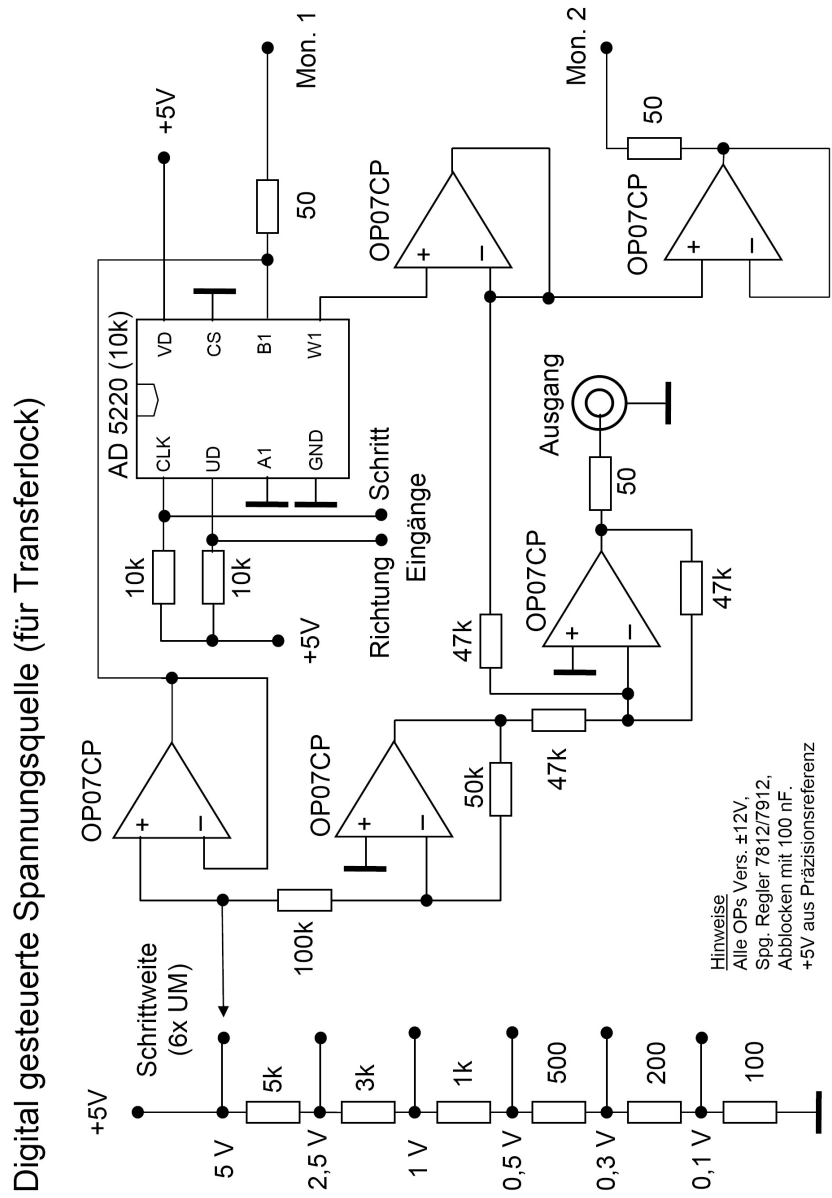 Digital gesteuerte Spannungsquelle (für Transferlock)
+5V
Schrittweite
(6x UM)
5 V
5k
2,5 V
3k
1 V
1k
0,5 V
500
0,3 V
200
0,1 V
100
OP07CP
+
−
100k
OP07CP
+
−
50k
47k
47k
+5V
10k
10k
Richtung
Schritt
Eingänge
AD 5220 (10k)
CLK
UD
A1
GND
VD
CS
B1
W1
+5V
50
Mon. 1
OP07CP
+
−
OP07CP
+
−
47k
50
Ausgang
OP07CP
+
−
50
Mon. 2
Hinweise
Alle OPs Vers. ±12V,
Spg. Regler 7812/7912,
Abblocken mit 100 nF.
+5V aus Präzisionsreferenz